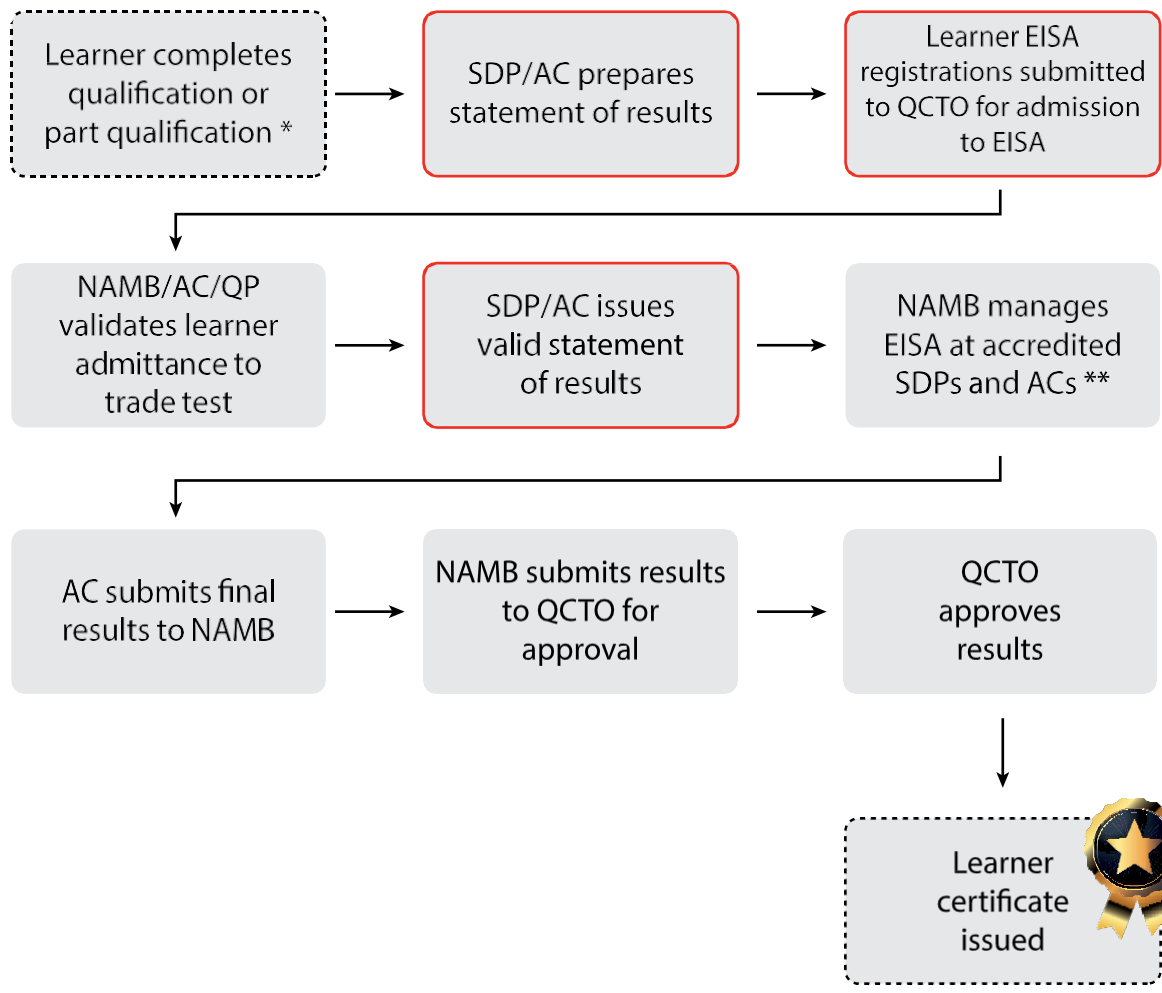 Learner completes
qualification or
part qualification *
SDP/AC prepares
statement of results
Learner EISA
registrations submitted
to QCTO for admission
to EISA
NAMB/AC/QP
validates learner
admittance to
trade test
SDP/AC issues
valid statement
of results
NAMB manages
EISA at accredited
SDPs and ACs **
AC submits final
results to NAMB
NAMB submits results
to QCTO for
approval
QCTO
approves
results
Learner
certificate
issued